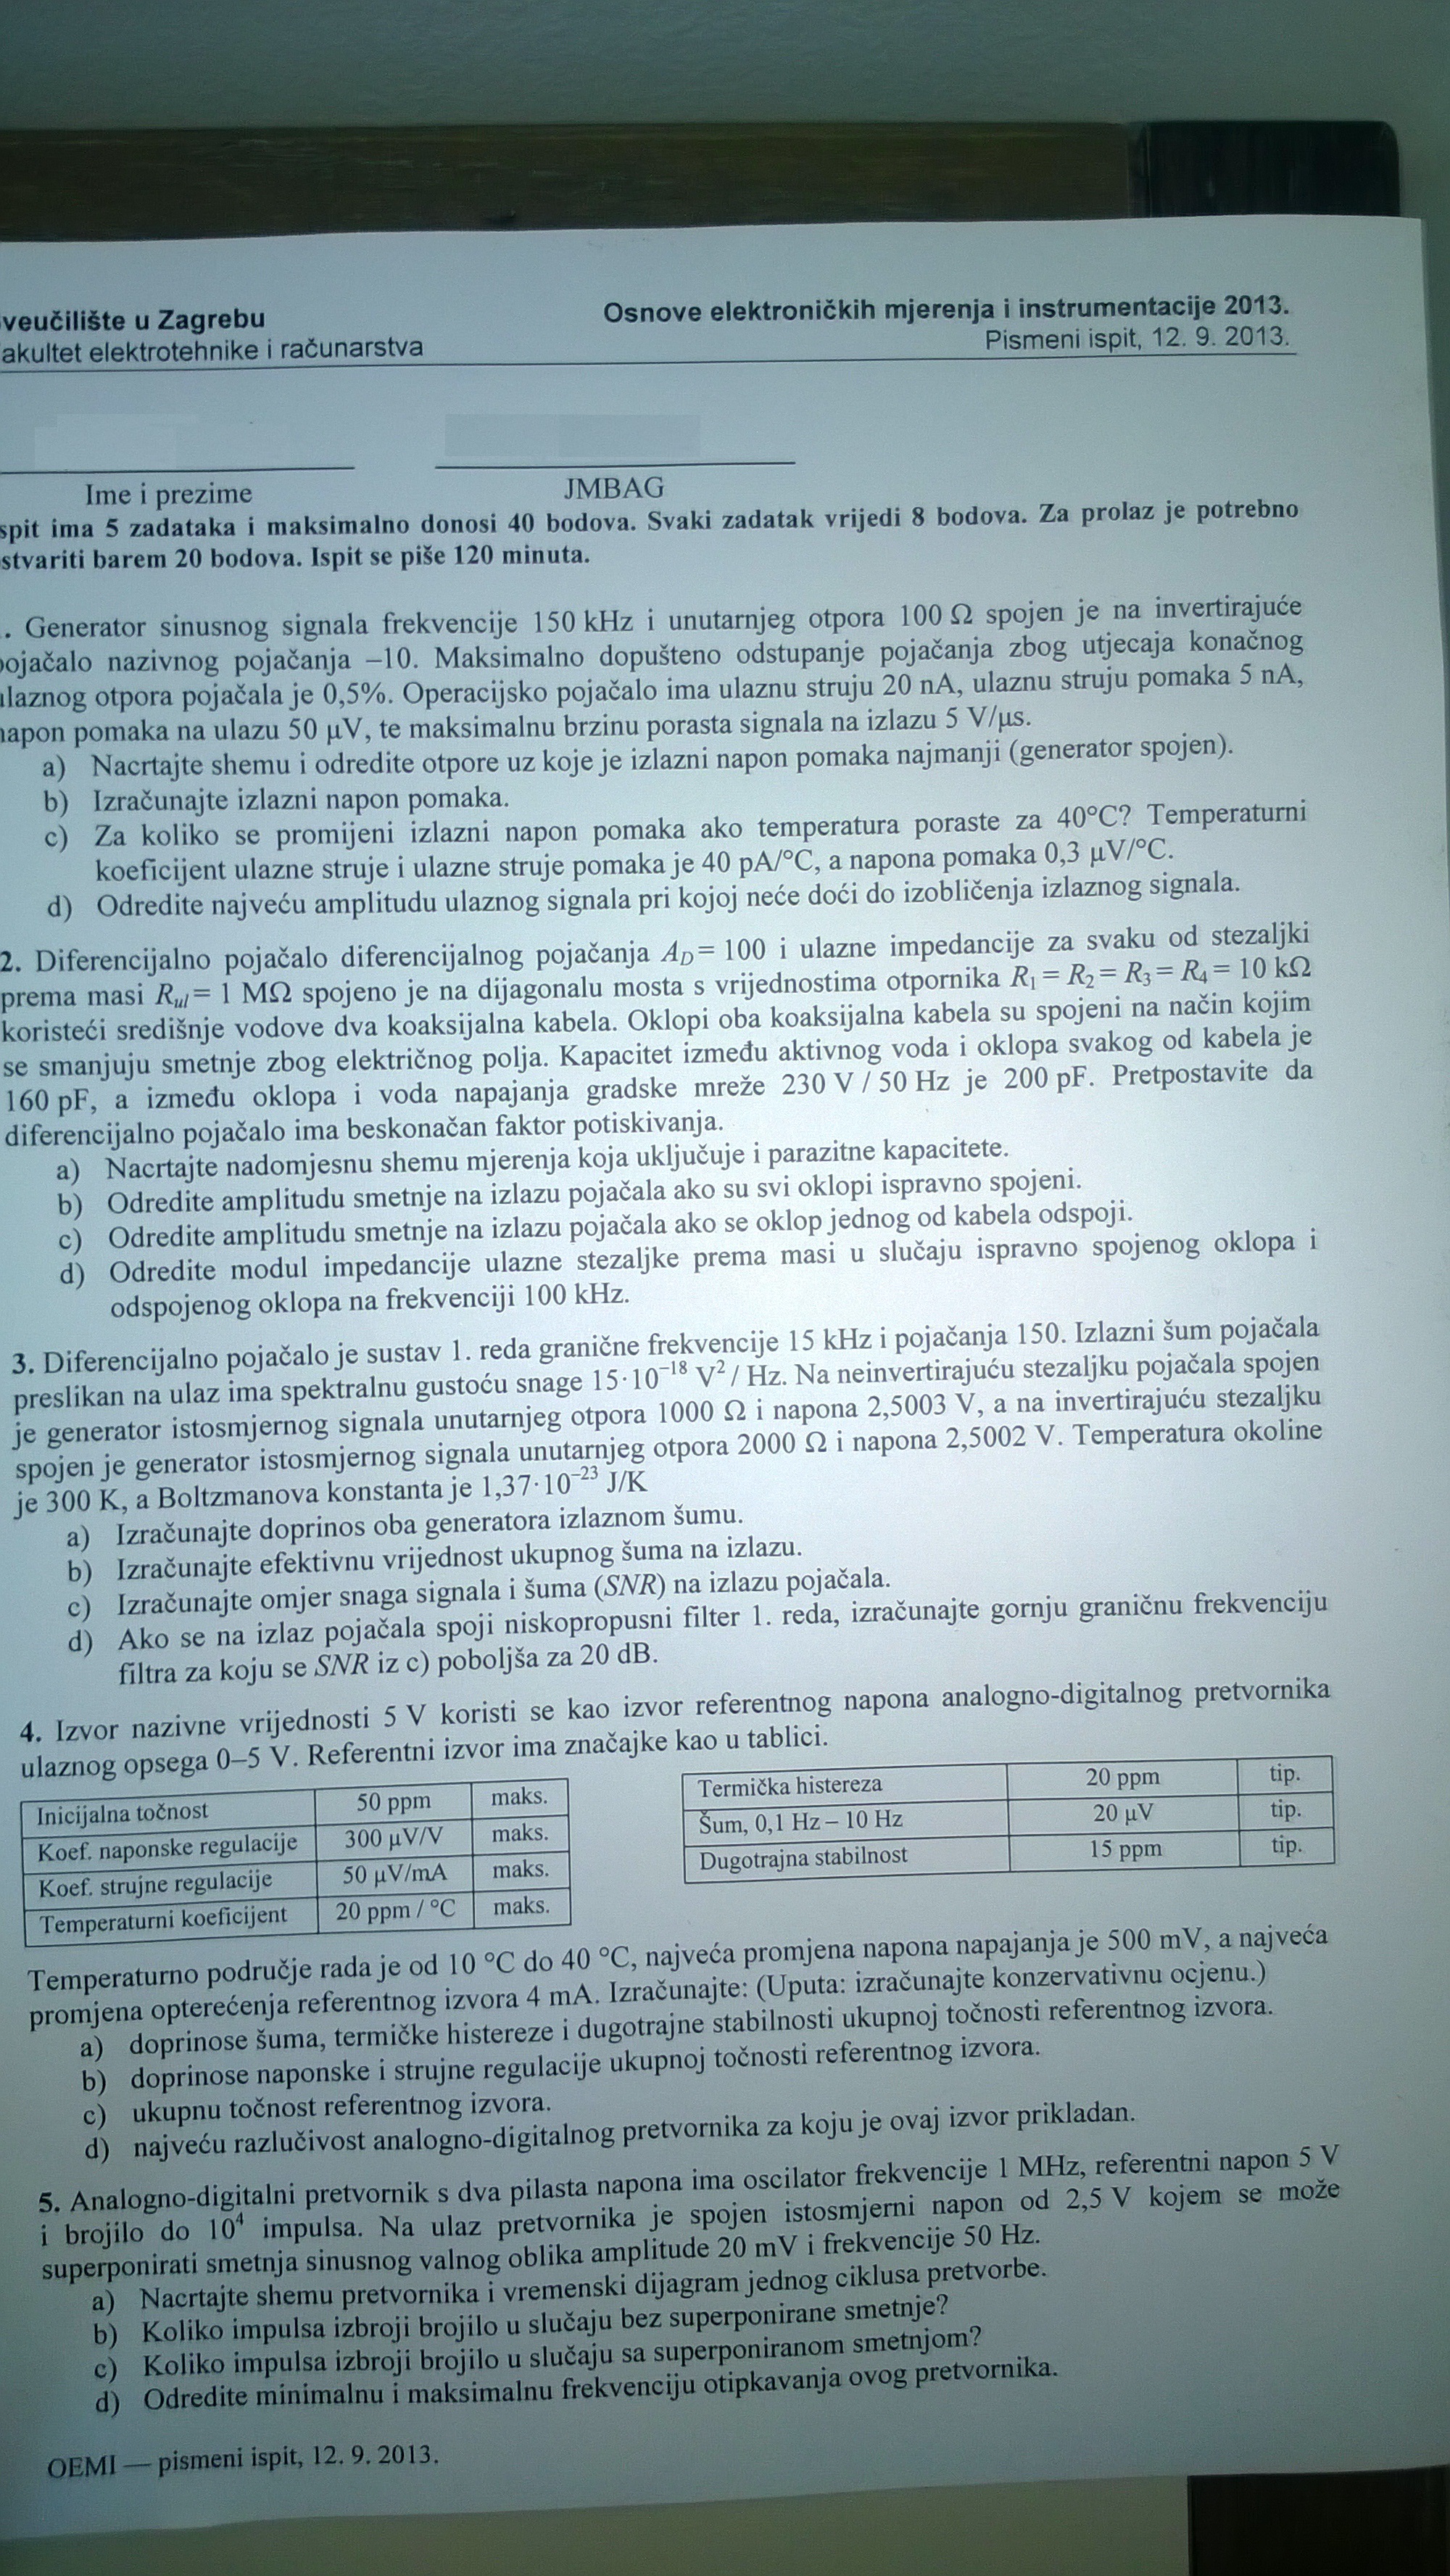 veučilište u Zagrebu
akultet elektrotehnike i računarstva
Osnove elektroničkih mjerenja i instrumentacije 2013.
Pismeni ispit, 12. 9. 2013.
Ime i prezime
JMBAG
spit ima 5 zadataka i maksimalno donosi 40 bodova. Svaki zadatak vrijedi 8 bodova. Za prolaz je potrebno
stvariti barem 20 bodova. Ispit se piše 120 minuta.
. Generator sinusnog signala frekvencije 150 kHz i unutarnjeg otpora 100 Ω spojen je na invertirajuće
pojačalo nazivnog pojačanja –10. Maksimalno dopušteno odstupanje pojačanja zbog utjecaja konačnog
ulaznog otpora pojačala je 0,5%. Operacijsko pojačalo ima ulaznu struju 20 nA, ulaznu struju pomaka 5 nA,
napon pomaka na ulazu 50 μV, te maksimalnu brzinu porasta signala na izlazu 5 V/μs.
a) Nacrtajte shemu i odredite otpore uz koje je izlazni napon pomaka najmanji (generator spojen).
b) Izračunajte izlazni napon pomaka.
c) Za koliko se promijeni izlazni napon pomaka ako temperatura poraste za 40°C? Temperaturni
koeficijent ulazne struje i ulazne struje pomaka je 40 pA/°C, a napona pomaka 0,3 μV/°C.
d) Odredite najveću amplitudu ulaznog signala pri kojoj neće doći do izobličenja izlaznog signala.
2. Diferencijalno pojačalo diferencijalnog pojačanja A_D = 100 i ulazne impedancije za svaku od stezaljki
prema masi R_ul = 1 MΩ spojeno je na dijagonalu mosta s vrijednostima otpornika R₁ = R₂ = R₃ = R₄ = 10 kΩ
koristeći središnje vodove dva koaksijalna kabela. Oklopi oba koaksijalna kabela su spojeni na način kojim
se smanjuju smetnje zbog električnog polja. Kapacitet između aktivnog voda i oklopa svakog od kabela je
160 pF, a između oklopa i voda napajanja gradske mreže 230 V / 50 Hz je 200 pF. Pretpostavite da
diferencijalno pojačalo ima beskonačan faktor potiskivanja.
a) Nacrtajte nadomjesnu shemu mjerenja koja uključuje i parazitne kapacitete.
b) Odredite amplitudu smetnje na izlazu pojačala ako su svi oklopi ispravno spojeni.
c) Odredite amplitudu smetnje na izlazu pojačala ako se oklop jednog od kabela odspoji.
d) Odredite modul impedancije ulazne stezaljke prema masi u slučaju ispravno spojenog oklopa i
odspojenog oklopa na frekvenciji 100 kHz.
3. Diferencijalno pojačalo je sustav 1. reda granične frekvencije 15 kHz i pojačanja 150. Izlazni šum pojačala
preslikan na ulaz ima spektralnu gustoću snage 15·10⁻¹⁸ V² / Hz. Na neinvertirajuću stezaljku pojačala spojen
je generator istosmjernog signala unutarnjeg otpora 1000 Ω i napona 2,5003 V, a na invertirajuću stezaljku
spojen je generator istosmjernog signala unutarnjeg otpora 2000 Ω i napona 2,5002 V. Temperatura okoline
je 300 K, a Boltzmanova konstanta je 1,37·10⁻²³ J/K
a) Izračunajte doprinos oba generatora izlaznom šumu.
b) Izračunajte efektivnu vrijednost ukupnog šuma na izlazu.
c) Izračunajte omjer snaga signala i šuma (SNR) na izlazu pojačala.
d) Ako se na izlaz pojačala spoji niskopropusni filter 1. reda, izračunajte gornju graničnu frekvenciju
filtra za koju se SNR iz c) poboljša za 20 dB.
4. Izvor nazivne vrijednosti 5 V koristi se kao izvor referentnog napona analogno-digitalnog pretvornika
ulaznog opsega 0–5 V. Referentni izvor ima značajke kao u tablici.
Inicijalna točnost 50 ppm maks.
Koef. naponske regulacije 300 μV/V maks.
Koef. strujne regulacije 50 μV/mA maks.
Temperaturni koeficijent 20 ppm / °C maks.
Termička histereza 20 ppm tip.
Šum, 0,1 Hz – 10 Hz 20 μV tip.
Dugotrajna stabilnost 15 ppm tip.
Temperaturno područje rada je od 10 °C do 40 °C, najveća promjena napona napajanja je 500 mV, a najveća
promjena opterećenja referentnog izvora 4 mA. Izračunajte: (Uputa: izračunajte konzervativnu ocjenu.)
a) doprinose šuma, termičke histereze i dugotrajne stabilnosti ukupnoj točnosti referentnog izvora.
b) doprinose naponske i strujne regulacije ukupnoj točnosti referentnog izvora.
c) ukupnu točnost referentnog izvora.
d) najveću razlučivost analogno-digitalnog pretvornika za koju je ovaj izvor prikladan.
5. Analogno-digitalni pretvornik s dva pilasta napona ima oscilator frekvencije 1 MHz, referentni napon 5 V
i brojilo do 10⁴ impulsa. Na ulaz pretvornika je spojen istosmjerni napon od 2,5 V kojem se može
superponirati smetnja sinusnog valnog oblika amplitude 20 mV i frekvencije 50 Hz.
a) Nacrtajte shemu pretvornika i vremenski dijagram jednog ciklusa pretvorbe.
b) Koliko impulsa izbroji brojilo u slučaju bez superponirane smetnje?
c) Koliko impulsa izbroji brojilo u slučaju sa superponiranom smetnjom?
d) Odredite minimalnu i maksimalnu frekvenciju otipkavanja ovog pretvornika.
OEMI — pismeni ispit, 12. 9. 2013.